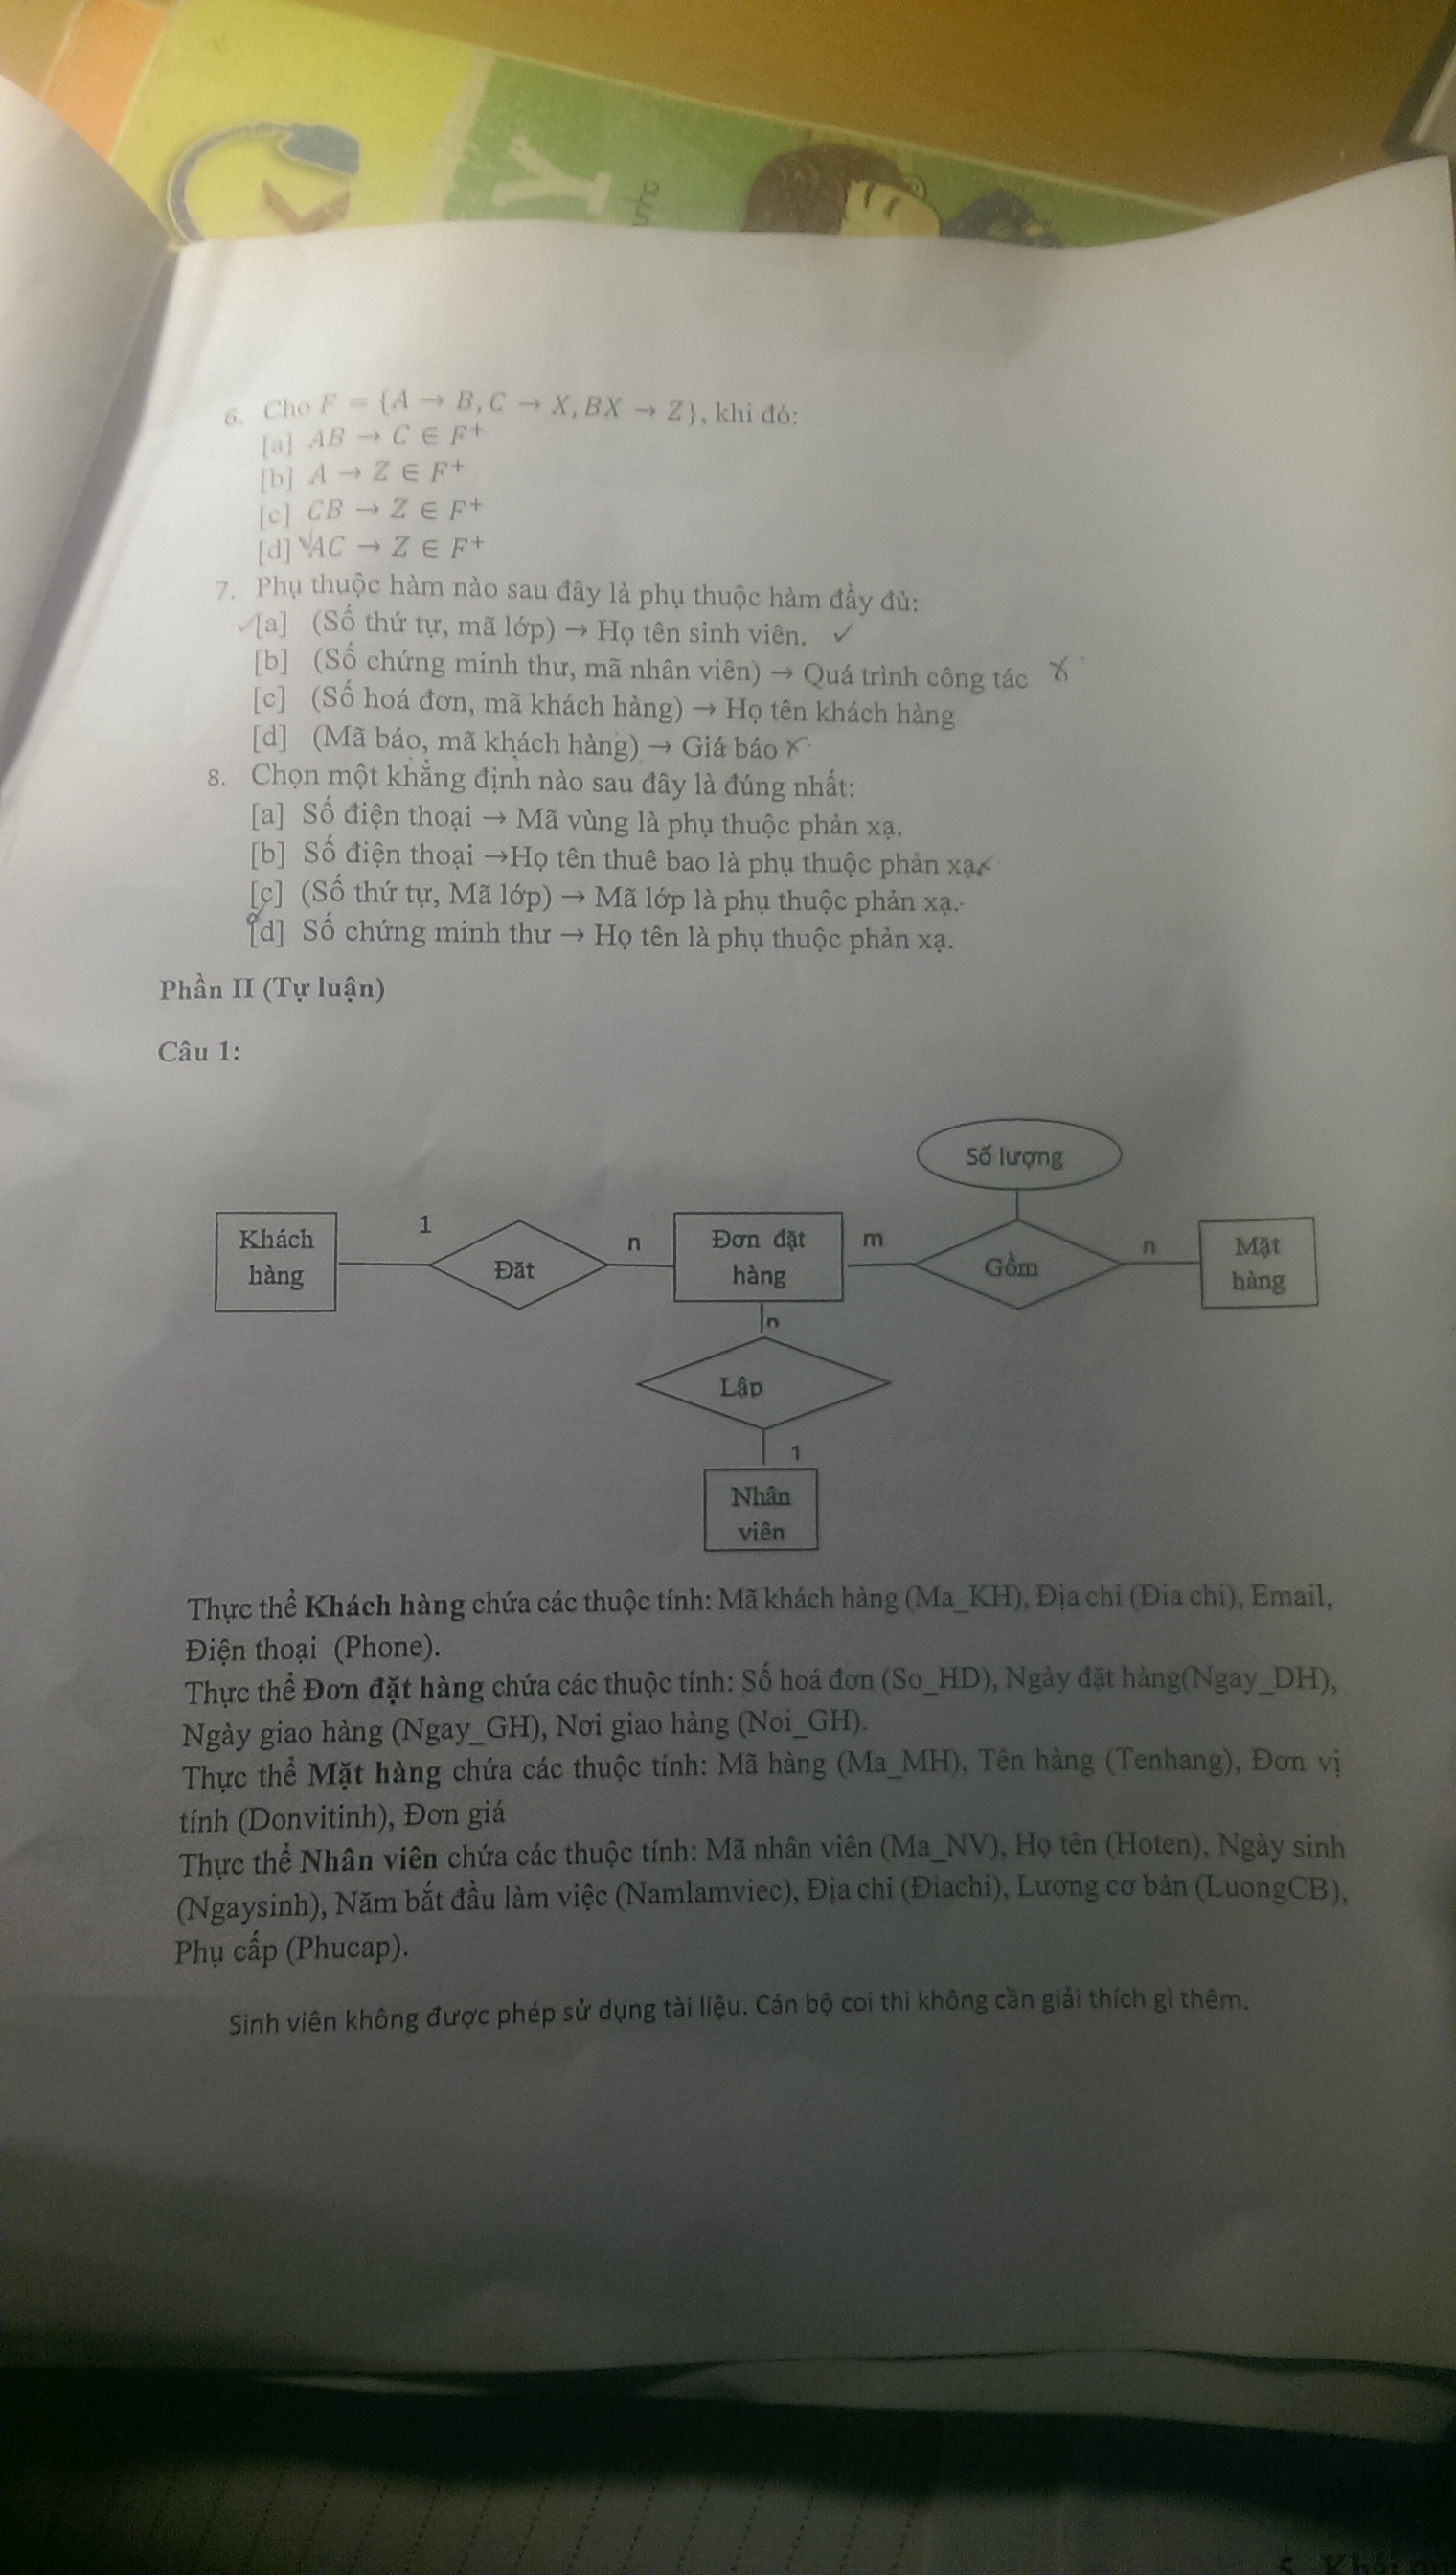 Y
6. Cho F = {A → B, C → X, BX → Z}, khi đó:
[a] AB → C ∈ F⁺
[b] A → Z ∈ F⁺
[c] CB → Z ∈ F⁺
[d] AC → Z ∈ F⁺
7. Phụ thuộc hàm nào sau đây là phụ thuộc hàm đầy đủ:
[a] (Số thứ tự, mã lớp) → Họ tên sinh viên.
[b] (Số chứng minh thư, mã nhân viên) → Quá trình công tác
[c] (Số hoá đơn, mã khách hàng) → Họ tên khách hàng
[d] (Mã báo, mã khách hàng) → Giá báo
8. Chọn một khẳng định nào sau đây là đúng nhất:
[a] Số điện thoại → Mã vùng là phụ thuộc phản xạ.
[b] Số điện thoại →Họ tên thuê bao là phụ thuộc phản xạ
[c] (Số thứ tự, Mã lớp) → Mã lớp là phụ thuộc phản xạ.
[d] Số chứng minh thư → Họ tên là phụ thuộc phản xạ.
Phần II (Tự luận)
Câu 1:
Số lượng
Khách
hàng
1
Đăt
n
Đơn đặt
hàng
m
Gồm
n
Mặt
hàng
n
Lập
1
Nhân
viên
Thực thể Khách hàng chứa các thuộc tính: Mã khách hàng (Ma_KH), Địa chỉ (Đia chi), Email,
Điện thoại (Phone).
Thực thể Đơn đặt hàng chứa các thuộc tính: Số hoá đơn (So_HD), Ngày đặt hàng(Ngay_DH),
Ngày giao hàng (Ngay_GH), Nơi giao hàng (Noi_GH).
Thực thể Mặt hàng chứa các thuộc tính: Mã hàng (Ma_MH), Tên hàng (Tenhang), Đơn vị
tính (Donvitinh), Đơn giá
Thực thể Nhân viên chứa các thuộc tính: Mã nhân viên (Ma_NV), Họ tên (Hoten), Ngày sinh
(Ngaysinh), Năm bắt đầu làm việc (Namlamviec), Địa chỉ (Điachi), Lương cơ bản (LuongCB),
Phụ cấp (Phucap).
Sinh viên không được phép sử dụng tài liệu. Cán bộ coi thi không cần giải thích gì thêm.